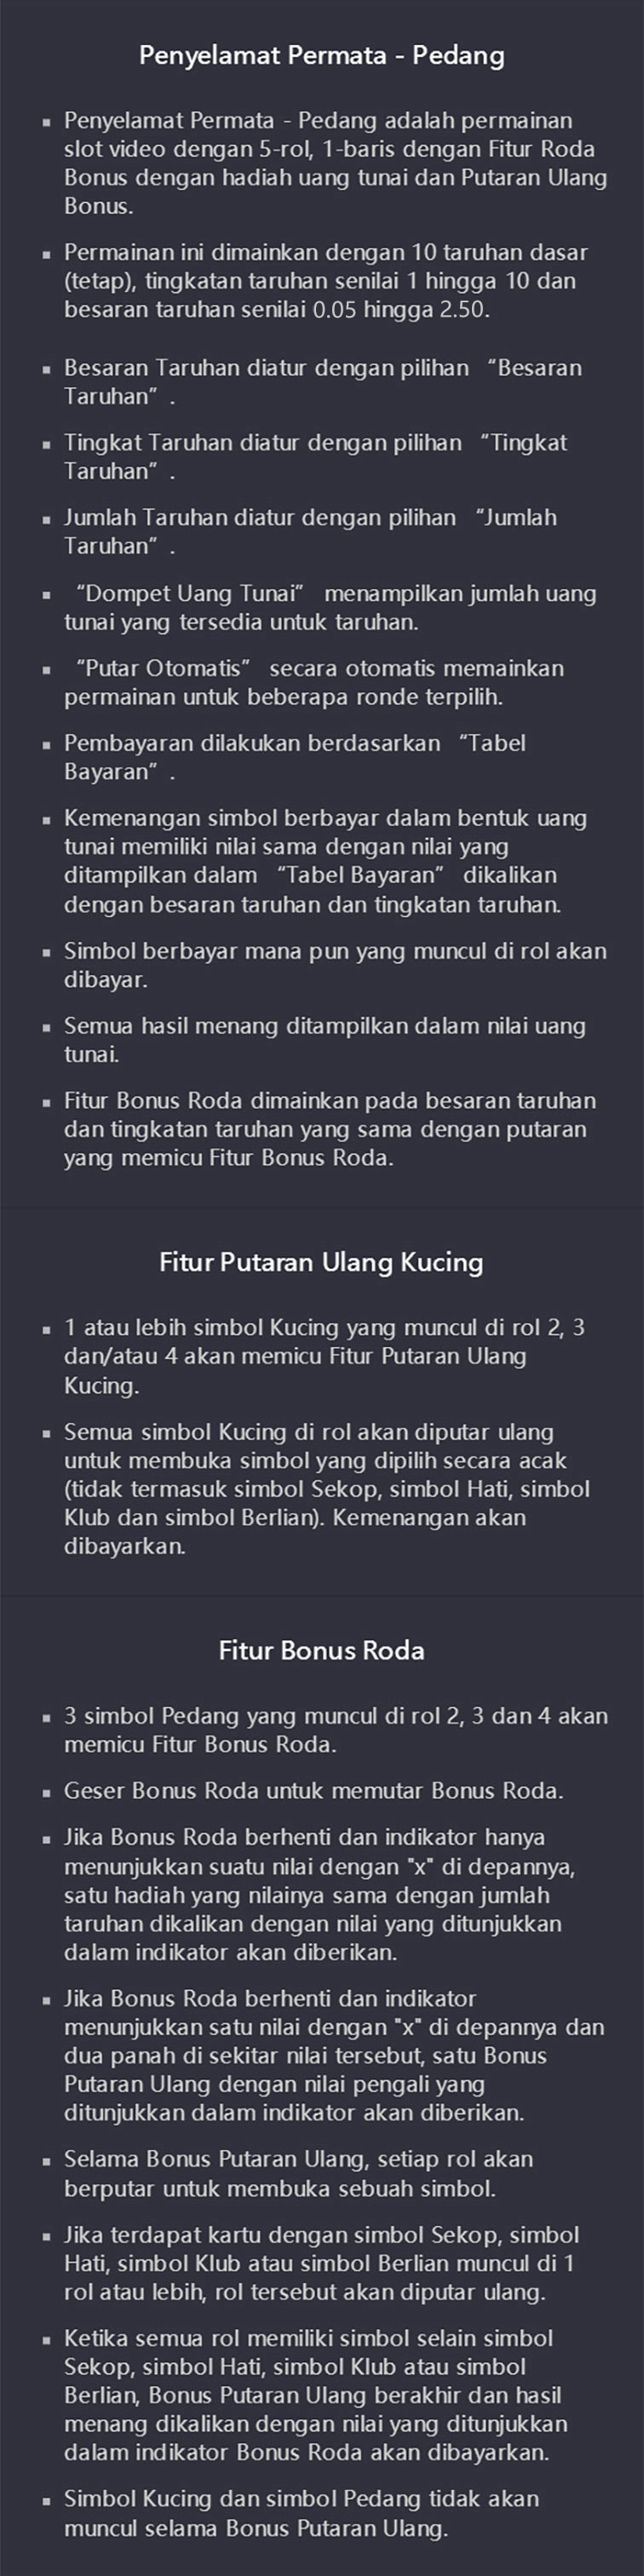 Penyelamat Permata - Pedang
▪ Penyelamat Permata - Pedang adalah permainan
slot video dengan 5-rol, 1-baris dengan Fitur Roda
Bonus dengan hadiah uang tunai dan Putaran Ulang
Bonus.
▪ Permainan ini dimainkan dengan 10 taruhan dasar
(tetap), tingkatan taruhan senilai 1 hingga 10 dan
besaran taruhan senilai 0.05 hingga 2.50.
▪ Besaran Taruhan diatur dengan pilihan “Besaran
Taruhan” .
▪ Tingkat Taruhan diatur dengan pilihan “Tingkat
Taruhan” .
▪ Jumlah Taruhan diatur dengan pilihan “Jumlah
Taruhan” .
▪ “Dompet Uang Tunai” menampilkan jumlah uang
tunai yang tersedia untuk taruhan.
▪ “Putar Otomatis” secara otomatis memainkan
permainan untuk beberapa ronde terpilih.
▪ Pembayaran dilakukan berdasarkan “Tabel
Bayaran” .
▪ Kemenangan simbol berbayar dalam bentuk uang
tunai memiliki nilai sama dengan nilai yang
ditampilkan dalam “Tabel Bayaran” dikalikan
dengan besaran taruhan dan tingkatan taruhan.
▪ Simbol berbayar mana pun yang muncul di rol akan
dibayar.
▪ Semua hasil menang ditampilkan dalam nilai uang
tunai.
▪ Fitur Bonus Roda dimainkan pada besaran taruhan
dan tingkatan taruhan yang sama dengan putaran
yang memicu Fitur Bonus Roda.
Fitur Putaran Ulang Kucing
▪ 1 atau lebih simbol Kucing yang muncul di rol 2, 3
dan/atau 4 akan memicu Fitur Putaran Ulang
Kucing.
▪ Semua simbol Kucing di rol akan diputar ulang
untuk membuka simbol yang dipilih secara acak
(tidak termasuk simbol Sekop, simbol Hati, simbol
Klub dan simbol Berlian). Kemenangan akan
dibayarkan.
Fitur Bonus Roda
▪ 3 simbol Pedang yang muncul di rol 2, 3 dan 4 akan
memicu Fitur Bonus Roda.
▪ Geser Bonus Roda untuk memutar Bonus Roda.
▪ Jika Bonus Roda berhenti dan indikator hanya
menunjukkan suatu nilai dengan "x" di depannya,
satu hadiah yang nilainya sama dengan jumlah
taruhan dikalikan dengan nilai yang ditunjukkan
dalam indikator akan diberikan.
▪ Jika Bonus Roda berhenti dan indikator
menunjukkan satu nilai dengan "x" di depannya dan
dua panah di sekitar nilai tersebut, satu Bonus
Putaran Ulang dengan nilai pengali yang
ditunjukkan dalam indikator akan diberikan.
▪ Selama Bonus Putaran Ulang, setiap rol akan
berputar untuk membuka sebuah simbol.
▪ Jika terdapat kartu dengan simbol Sekop, simbol
Hati, simbol Klub atau simbol Berlian muncul di 1
rol atau lebih, rol tersebut akan diputar ulang.
▪ Ketika semua rol memiliki simbol selain simbol
Sekop, simbol Hati, simbol Klub atau simbol
Berlian, Bonus Putaran Ulang berakhir dan hasil
menang dikalikan dengan nilai yang ditunjukkan
dalam indikator Bonus Roda akan dibayarkan.
▪ Simbol Kucing dan simbol Pedang tidak akan
muncul selama Bonus Putaran Ulang.